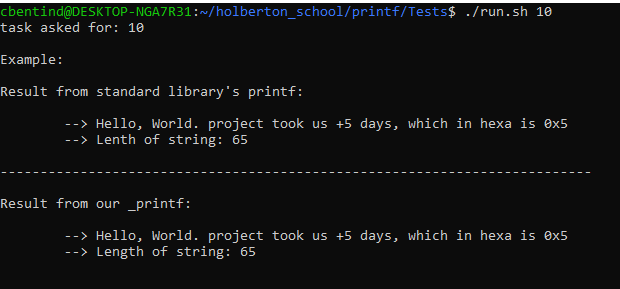 cbentind@DESKTOP-NGA7R31:~/holberton_school/printf/Tests$ ./run.sh 10
task asked for: 10
Example:
Result from standard library's printf:
--> Hello, World. project took us +5 days, which in hexa is 0x5
--> Lenth of string: 65
--------------------------------------------------------------------------
Result from our _printf:
--> Hello, World. project took us +5 days, which in hexa is 0x5
--> Length of string: 65